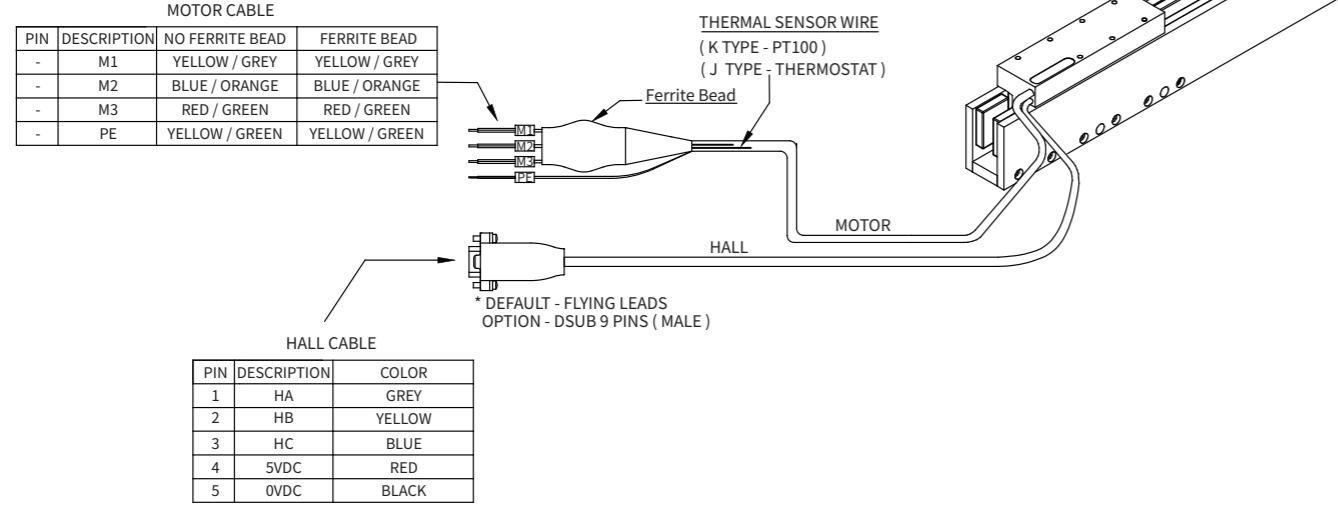 MOTOR CABLE
PIN DESCRIPTION NO FERRITE BEAD FERRITE BEAD
- M1 YELLOW / GREY YELLOW / GREY
- M2 BLUE / ORANGE BLUE / ORANGE
- M3 RED / GREEN RED / GREEN
- PE YELLOW / GREEN YELLOW / GREEN
THERMAL SENSOR WIRE
( K TYPE - PT100 )
( J TYPE - THERMOSTAT )
Ferrite Bead
M1
M2
M3
PE
MOTOR
HALL
* DEFAULT - FLYING LEADS
OPTION - DSUB 9 PINS ( MALE )
HALL CABLE
PIN DESCRIPTION COLOR
1 HA GREY
2 HB YELLOW
3 HC BLUE
4 5VDC RED
5 0VDC BLACK